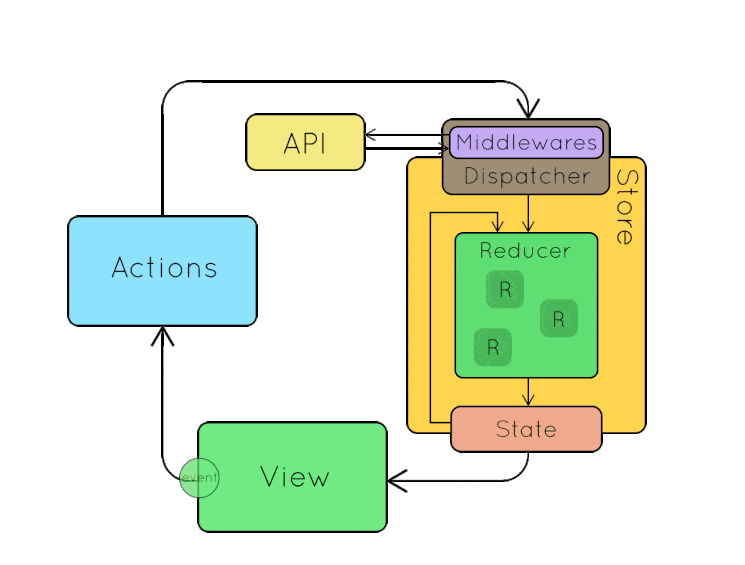 API
Middlewares
Dispatcher
Store
Reducer
R
R
R
Actions
State
View
event